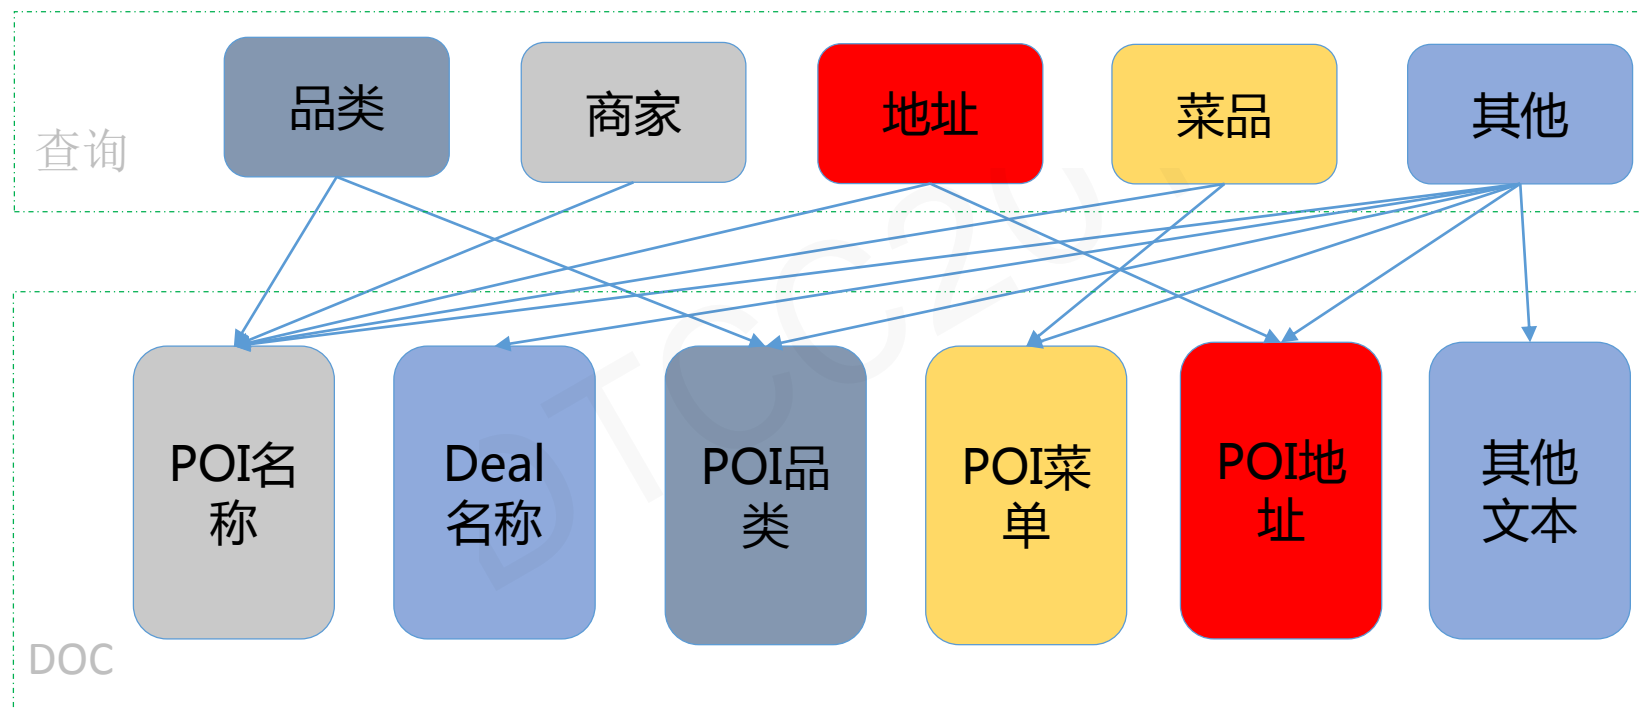 品类
商家
地址
菜品
其他
查询
POI名
称
Deal
名称
POI品
类
POI菜
单
POI地
址
其他
文本
DOC